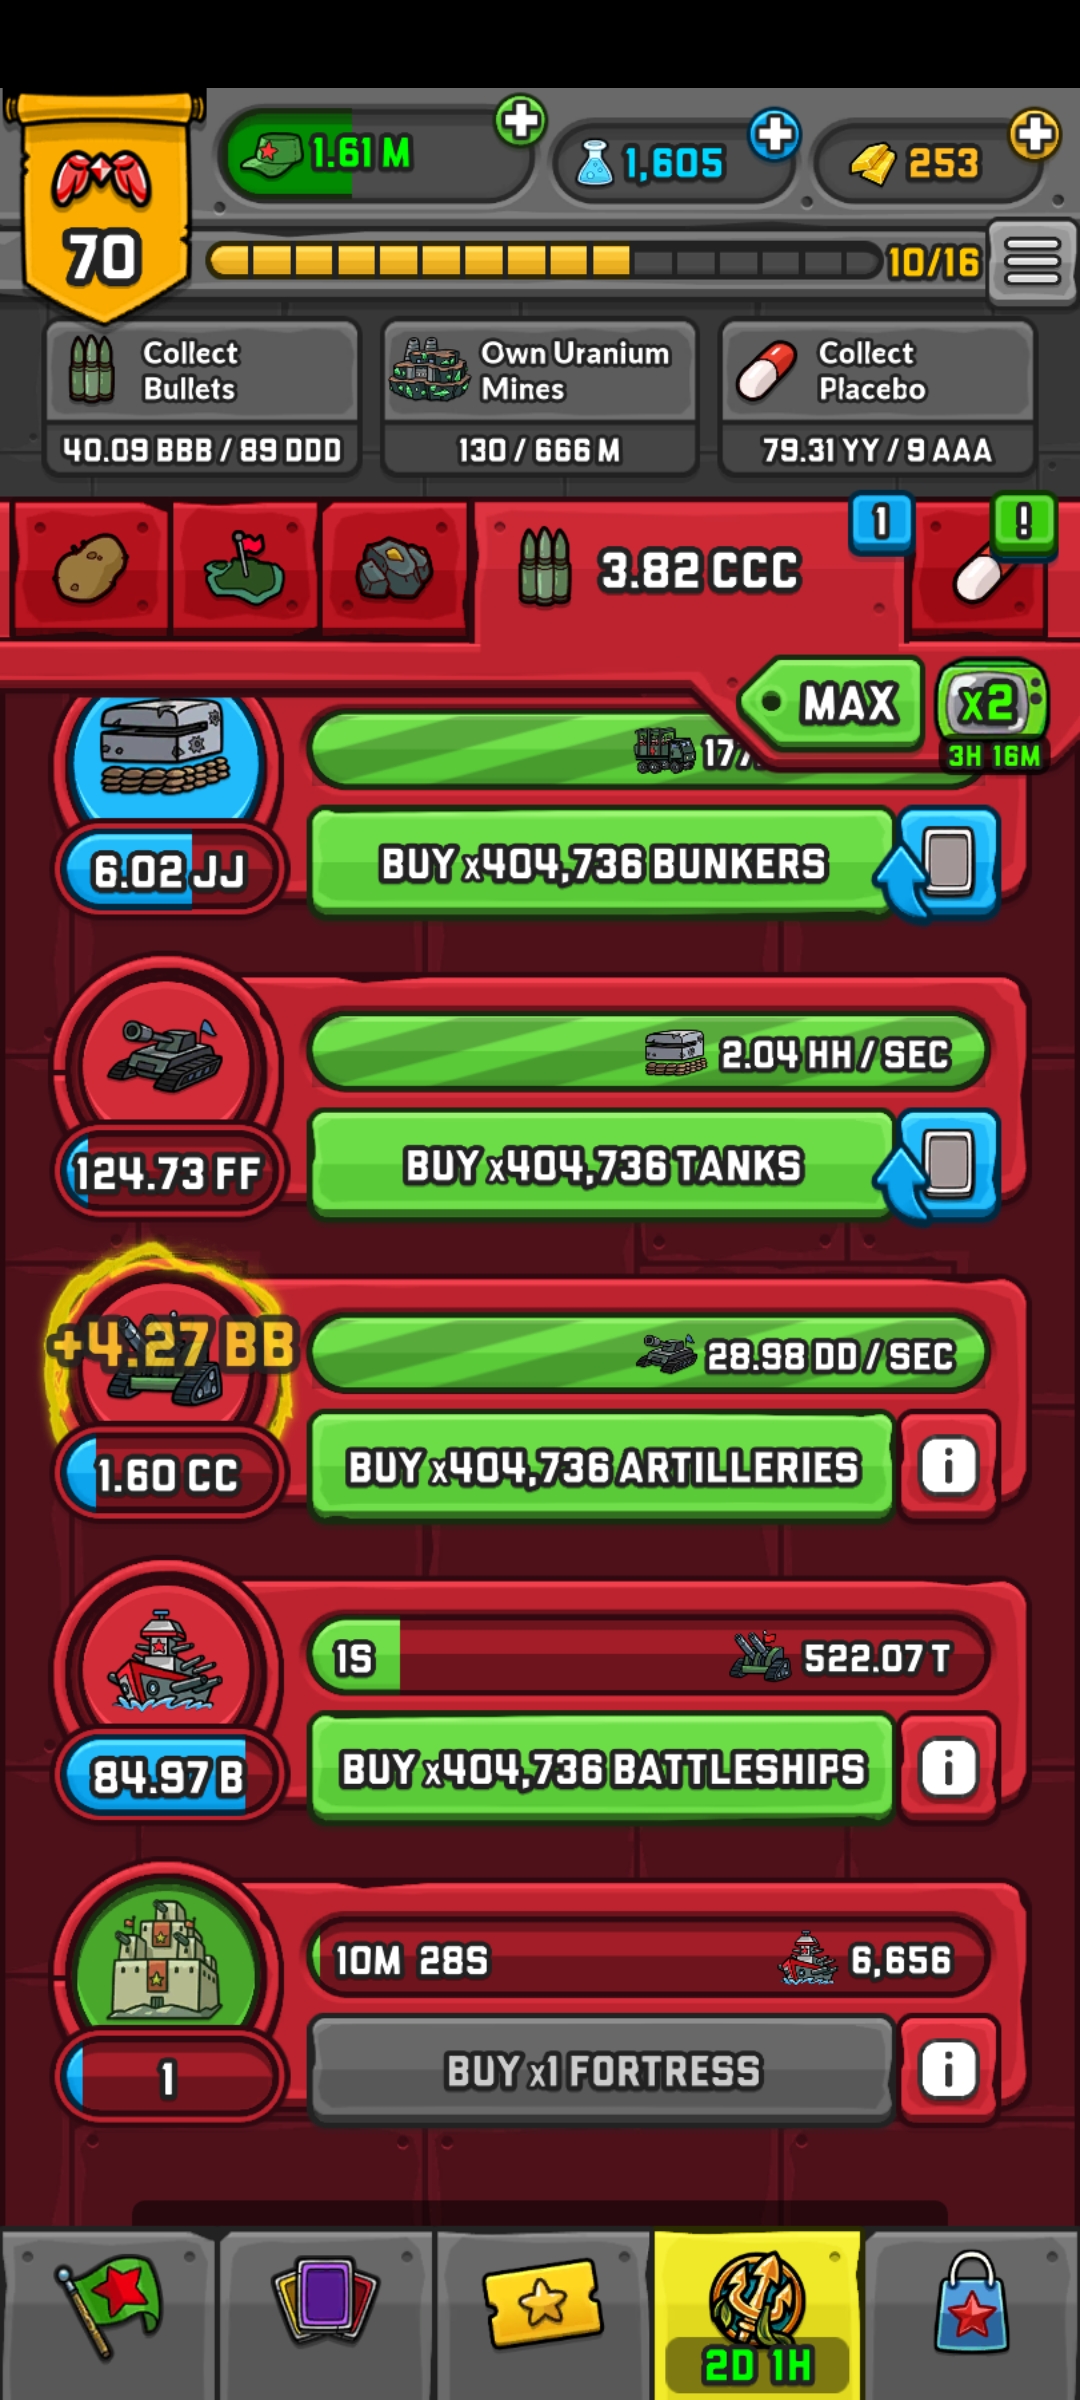 70
1.61 M
1,605
253
10/16
Collect
Bullets
40.09 BBB / 89 DDD
Own Uranium
Mines
130 / 666 M
Collect
Placebo
79.31 YY / 9 AAA
3.82 CCC
1
!
MAX
x2
3H 16M
6.02 JJ
BUY x404,736 BUNKERS
2.04 HH / SEC
124.73 FF
BUY x404,736 TANKS
+4.27 BB
28.98 DD / SEC
1.60 CC
BUY x404,736 ARTILLERIES
i
1S
522.07 T
84.97 B
BUY x404,736 BATTLESHIPS
i
10M 28S
6,656
1
BUY x1 FORTRESS
i
2D 1H